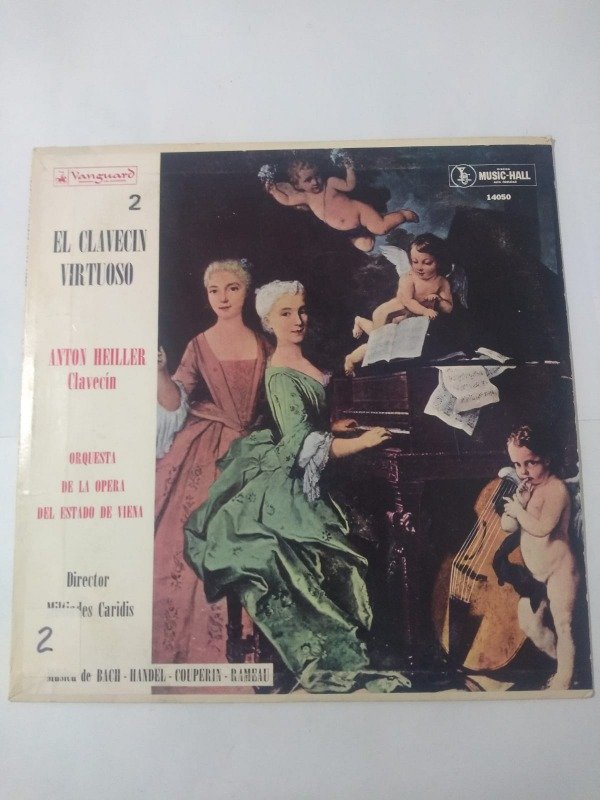 Vanguard
2
EL CLAVECIN
VIRTUOSO
ANTON HEILLER
Clavecín
ORQUESTA
DE LA OPERA
DEL ESTADO DE VIENA
Director
Caridis
2
de BACH - HANDEL - COUPERIN - RAMEAU
MUSIC-HALL
14050